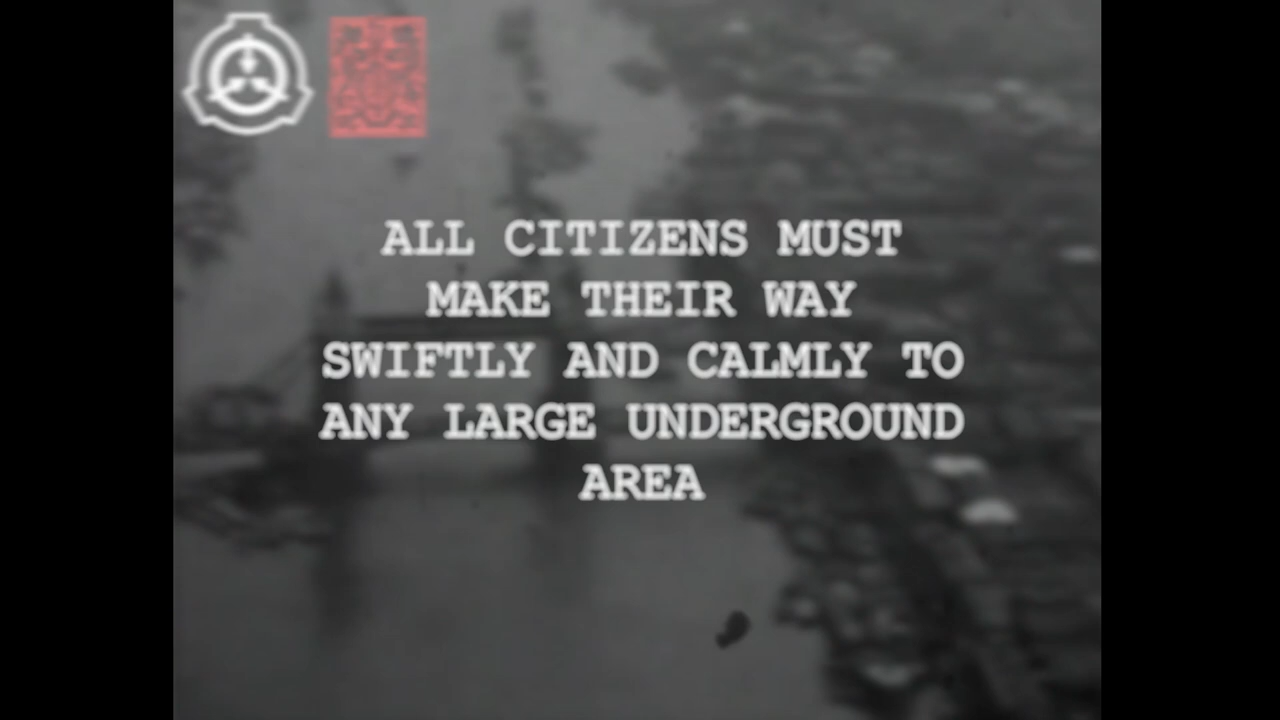 ALL CITIZENS MUST
MAKE THEIR WAY
SWIFTLY AND CALMLY TO
ANY LARGE UNDERGROUND
AREA